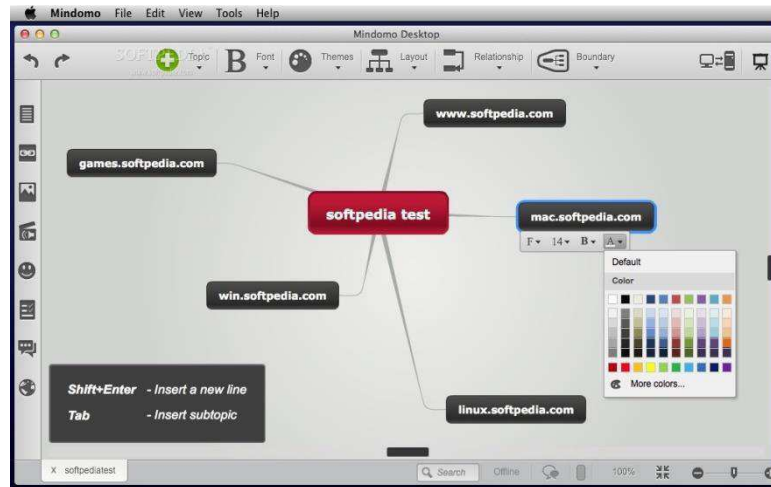 Mindomo File Edit View Tools Help
Mindomo Desktop
SOFTPEDIA
Topic B Font Themes Layout Relationship Boundary
www.softpedia.com
games.softpedia.com
softpedia test
mac.softpedia.com
F 14 B A
Default
Color
win.softpedia.com
More colors...
Shift+Enter - Insert a new line
Tab - Insert subtopic
linux.softpedia.com
X softpediatest
Search Offline 100%